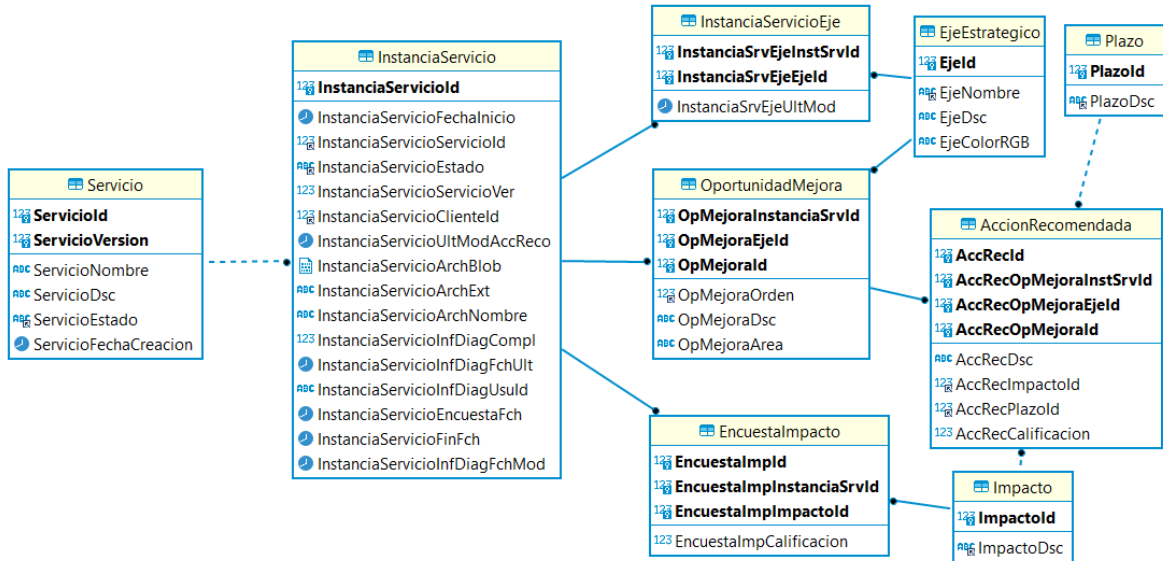 Servicio
ServicioId
ServicioVersion
ServicioNombre
ServicioDsc
ServicioEstado
ServicioFechaCreacion
InstanciaServicio
InstanciaServicioId
InstanciaServicioFechaInicio
InstanciaServicioServicioId
InstanciaServicioEstado
InstanciaServicioServicioVer
InstanciaServicioClienteId
InstanciaServicioUltModAccReco
InstanciaServicioArchBlob
InstanciaServicioArchExt
InstanciaServicioArchNombre
InstanciaServicioInfDiagCompl
InstanciaServicioInfDiagFchUlt
InstanciaServicioInfDiagUsuId
InstanciaServicioEncuestaFch
InstanciaServicioFinFch
InstanciaServicioInfDiagFchMod
InstanciaServicioEje
InstanciaSrvEjeInstSrvId
InstanciaSrvEjeEjeId
InstanciaSrvEjeUltMod
OportunidadMejora
OpMejoraInstanciaSrvId
OpMejoraEjeId
OpMejoraId
OpMejoraOrden
OpMejoraDsc
OpMejoraArea
EncuestaImpacto
EncuestaImpId
EncuestaImpInstanciaSrvId
EncuestaImpImpactoId
EncuestaImpCalificacion
EjeEstrategico
EjeId
EjeNombre
EjeDsc
EjeColorRGB
Plazo
PlazoId
PlazoDsc
AccionRecomendada
AccRecId
AccRecOpMejoraInstSrvId
AccRecOpMejoraEjeId
AccRecOpMejoraId
AccRecDsc
AccRecImpactoId
AccRecPlazoId
AccRecCalificacion
Impacto
ImpactoId
ImpactoDsc